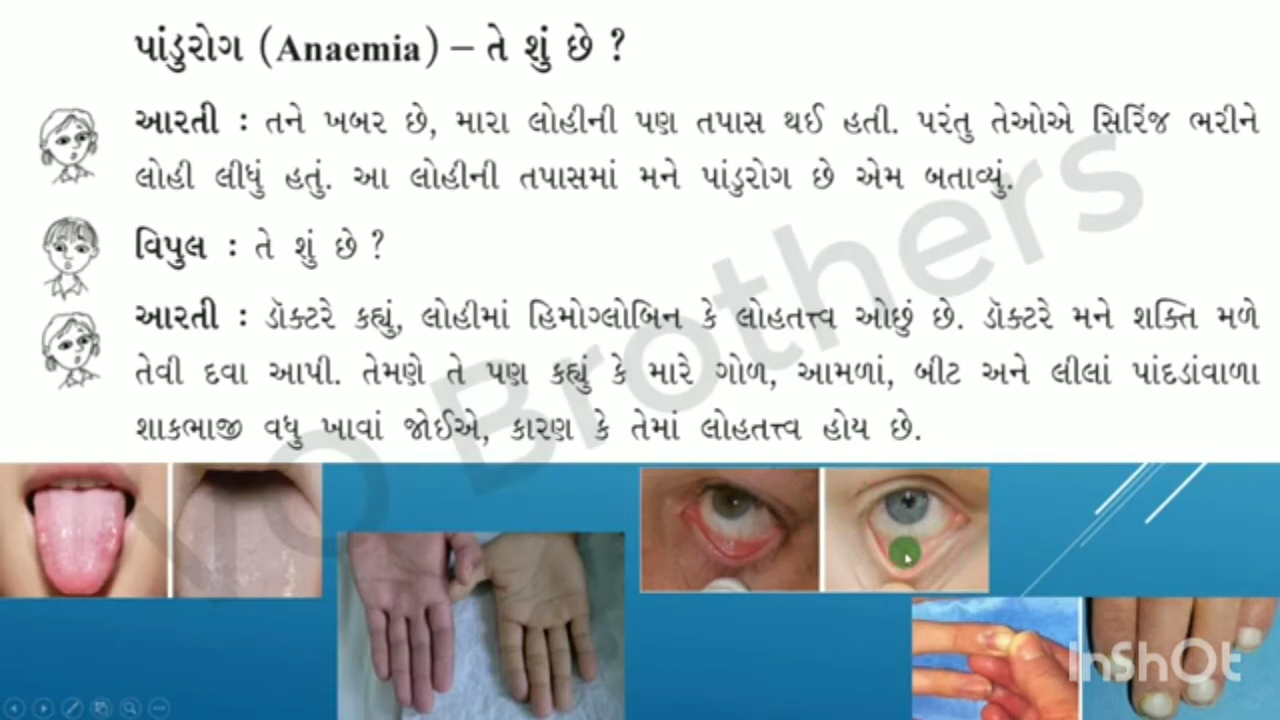 પાંડુરોગ (Anaemia) – તે શું છે ?
આરતી : તને ખબર છે, મારા લોહીની પણ તપાસ થઈ હતી. પરંતુ તેઓએ સિરિંજ ભરીને
લોહી લીધું હતું. આ લોહીની તપાસમાં મને પાંડુરોગ છે એમ બતાવ્યું.
વિપુલ : તે શું છે ?
આરતી : ડૉક્ટરે કહ્યું, લોહીમાં હિમોગ્લોબિન કે લોહતત્ત્વ ઓછું છે. ડૉક્ટરે મને શક્તિ મળે
તેવી દવા આપી. તેમણે તે પણ કહ્યું કે મારે ગોળ, આમળાં, બીટ અને લીલાં પાંદડાંવાળા
શાકભાજી વધુ ખાવાં જોઈએ, કારણ કે તેમાં લોહતત્ત્વ હોય છે.
Brothers
InShOt